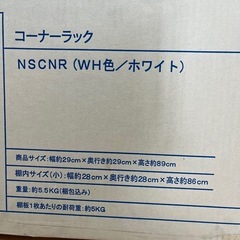 コーナーラック
NSCNR（WH色／ホワイト）
商品サイズ：幅約29cm×奥行き約29cm×高さ約89cm
棚内サイズ（小）：幅約28cm×奥行き約28cm×高さ約86cm
重量：約5.5KG（梱包込み）
棚板1枚あたりの耐荷重：約5KG